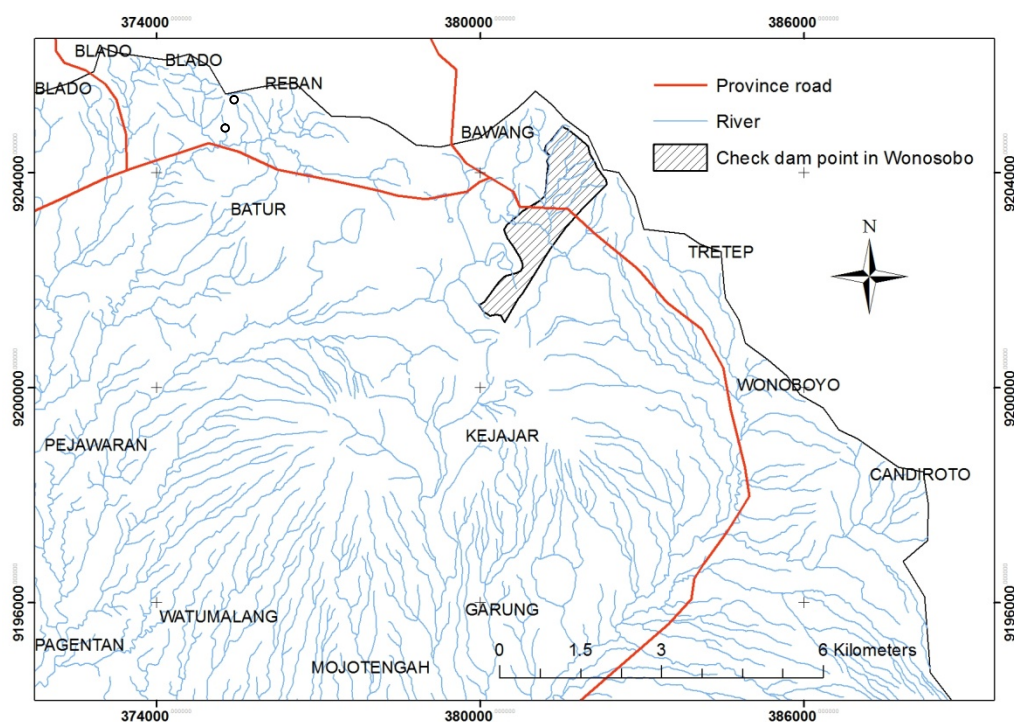 374000
380000
386000
BLADO
BLADO
BLADO
REBAN
BAWANG
Province road
River
Check dam point in Wonosobo
9204000
9204000
BATUR
N
TRETEP
9200000
9200000
WONOBOYO
PEJAWARAN
KEJAJAR
CANDIROTO
9196000
9196000
WATUMALANG
GARUNG
PAGENTAN
MOJOTENGAH
0 1.5 3 6 Kilometers
374000
380000
386000